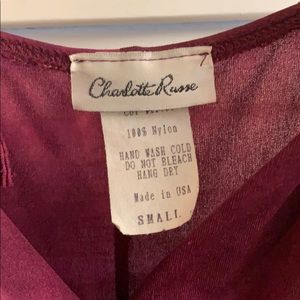 Charlotte Russe
100% Nylon
HAND WASH COLD
DO NOT BLEACH
HANG DRY
Made in USA
SMALL